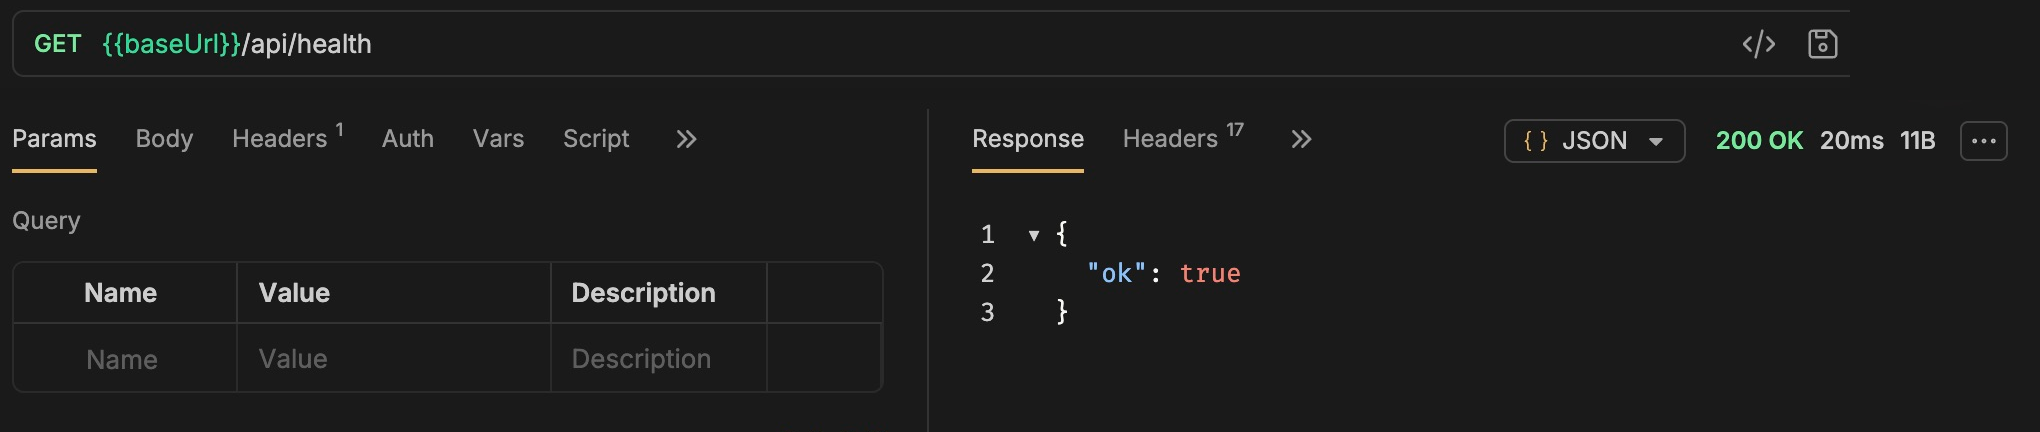 GET {{baseUrl}}/api/health
Params Body Headers 1 Auth Vars Script
Response Headers 17 { } JSON 200 OK 20ms 11B
Query
Name Value Description
Name Value Description
1 {
2 "ok": true
3 }